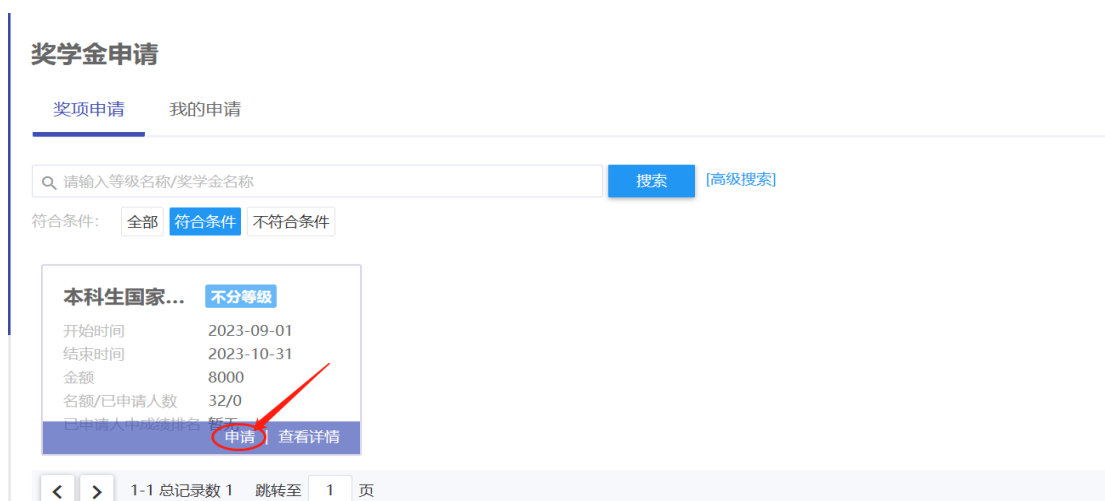 奖学金申请
奖项申请 我的申请
请输入等级名称/奖学金名称 搜索 [高级搜索]
符合条件: 全部 符合条件 不符合条件
本科生国家... 不分等级
开始时间 2023-09-01
结束时间 2023-10-31
金额 8000
名额/已申请人数 32/0
已申请人中成绩排名 暂无
申请 | 查看详情
< > 1-1 总记录数 1 跳转至 1 页